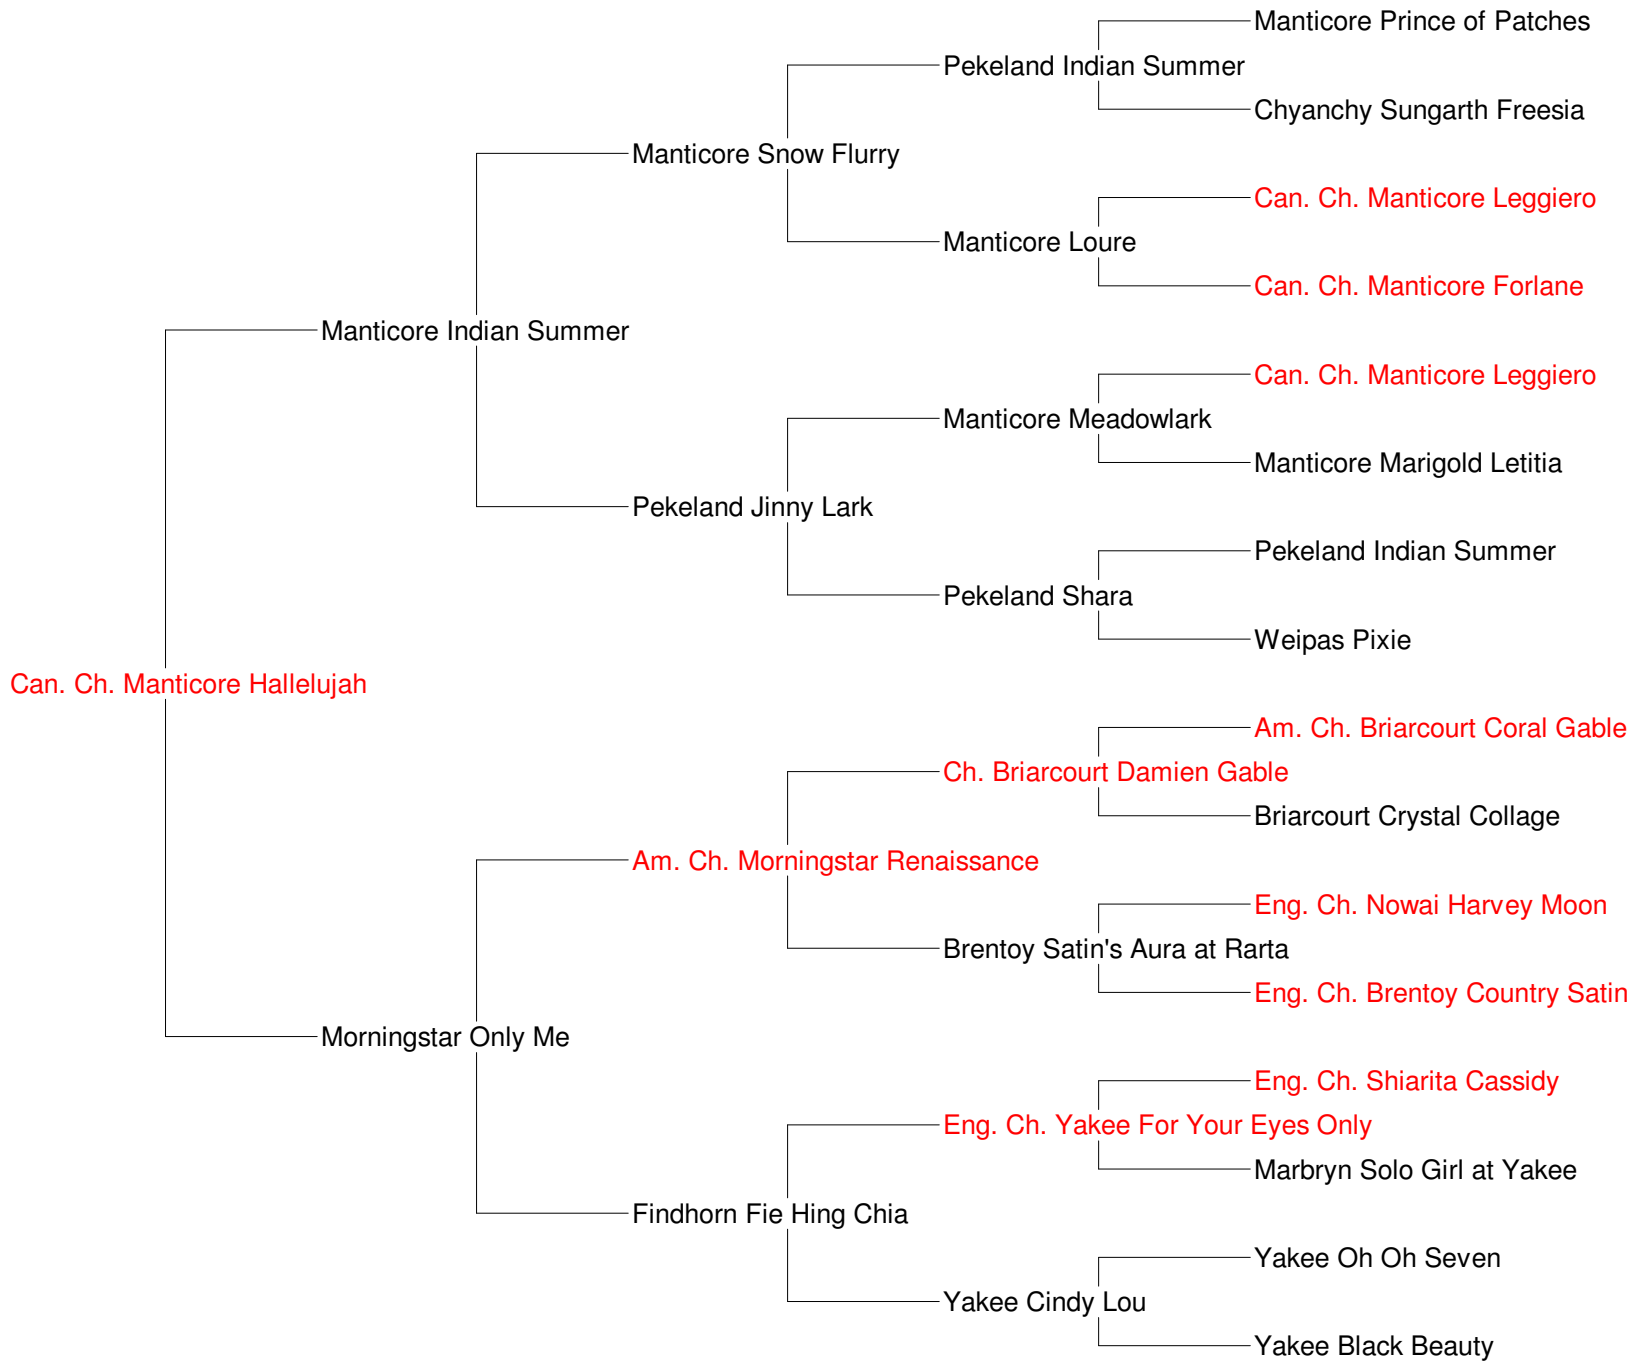 Manticore Prince of Patches
Pekeland Indian Summer
Chyanchy Sungarth Freesia
Manticore Snow Flurry
Can. Ch. Manticore Leggiero
Manticore Loure
Can. Ch. Manticore Forlane
Manticore Indian Summer
Can. Ch. Manticore Leggiero
Manticore Meadowlark
Manticore Marigold Letitia
Pekeland Jinny Lark
Pekeland Indian Summer
Pekeland Shara
Weipas Pixie
Can. Ch. Manticore Hallelujah
Am. Ch. Briarcourt Coral Gable
Ch. Briarcourt Damien Gable
Briarcourt Crystal Collage
Am. Ch. Morningstar Renaissance
Eng. Ch. Nowai Harvey Moon
Brentoy Satin's Aura at Rarta
Eng. Ch. Brentoy Country Satin
Morningstar Only Me
Eng. Ch. Shiarita Cassidy
Eng. Ch. Yakee For Your Eyes Only
Marbryn Solo Girl at Yakee
Findhorn Fie Hing Chia
Yakee Oh Oh Seven
Yakee Cindy Lou
Yakee Black Beauty